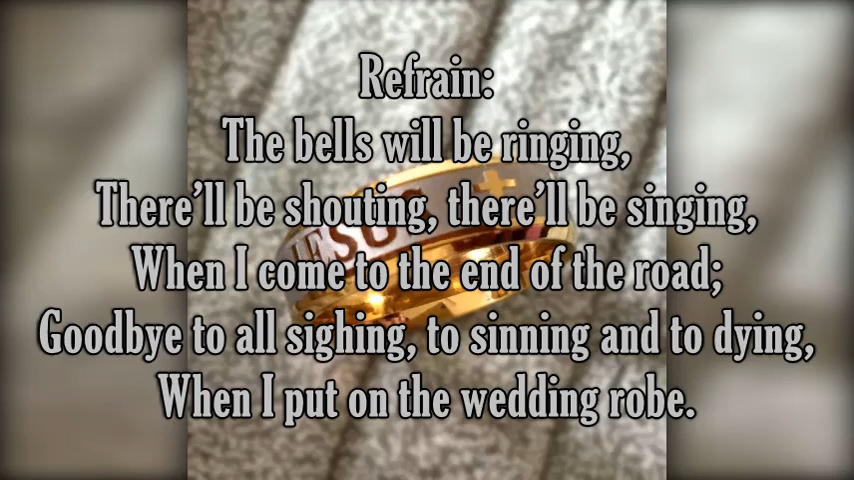 Refrain:
The bells will be ringing,
There’ll be shouting, there’ll be singing,
JESUS
When I come to the end of the road;
Goodbye to all sighing, to sinning and to dying,
When I put on the wedding robe.